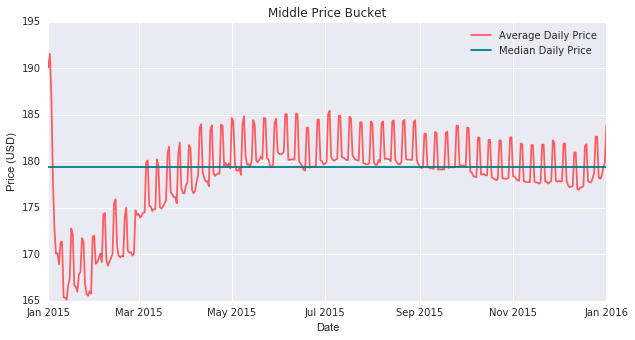 Middle Price Bucket
195
190
185
180
175
170
165
Price (USD)
Average Daily Price
Median Daily Price
Jan 2015
Mar 2015
May 2015
Jul 2015
Sep 2015
Nov 2015
Jan 2016
Date